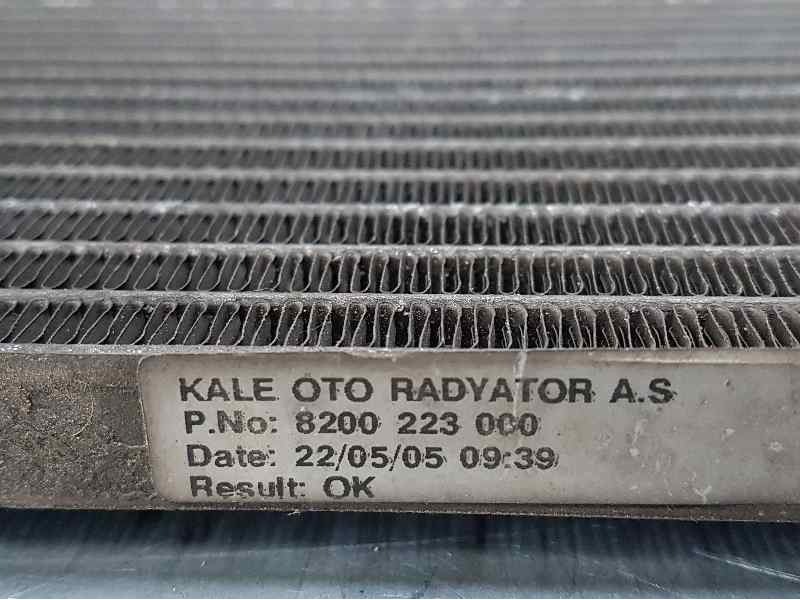 KALE OTO RADYATOR A.S
P.No: 8200 223 000
Date: 22/05/05 09:39
Result: OK